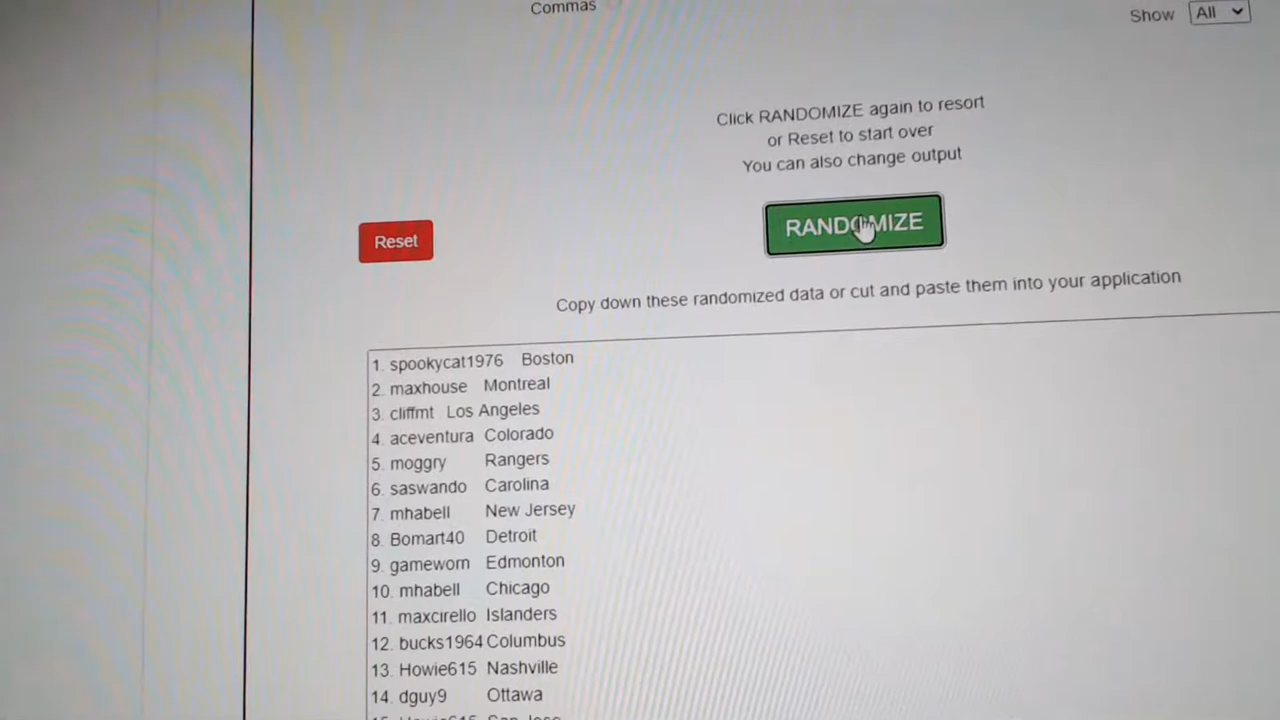 Commas
Show All
Click RANDOMIZE again to resort
or Reset to start over
You can also change output
Reset
RANDOMIZE
Copy down these randomized data or cut and paste them into your application
1. spookycat1976 Boston
2. maxhouse Montreal
3. cliffmt Los Angeles
4. aceventura Colorado
5. moggry Rangers
6. saswando Carolina
7. mhabell New Jersey
8. Bomart40 Detroit
9. gameworn Edmonton
10. mhabell Chicago
11. maxcirello Islanders
12. bucks1964 Columbus
13. Howie615 Nashville
14. dguy9 Ottawa